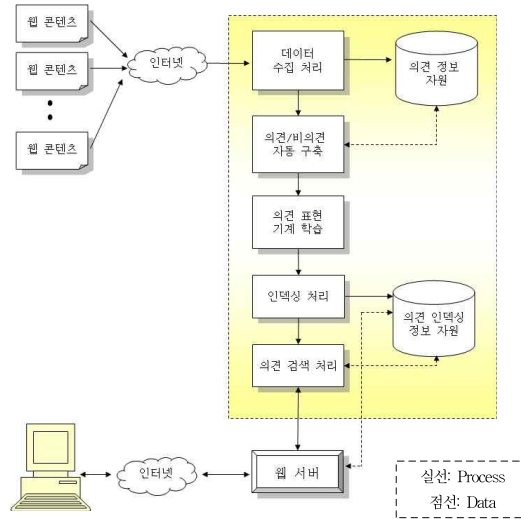 웹 콘텐츠
웹 콘텐츠
웹 콘텐츠
인터넷
데이터
수집 처리
의견 정보
자원
의견/비의견
자동 구축
의견 표현
기계 학습
인덱싱 처리
의견 인덱싱
정보 자원
의견 검색 처리
인터넷
웹 서버
실선: Process
점선: Data